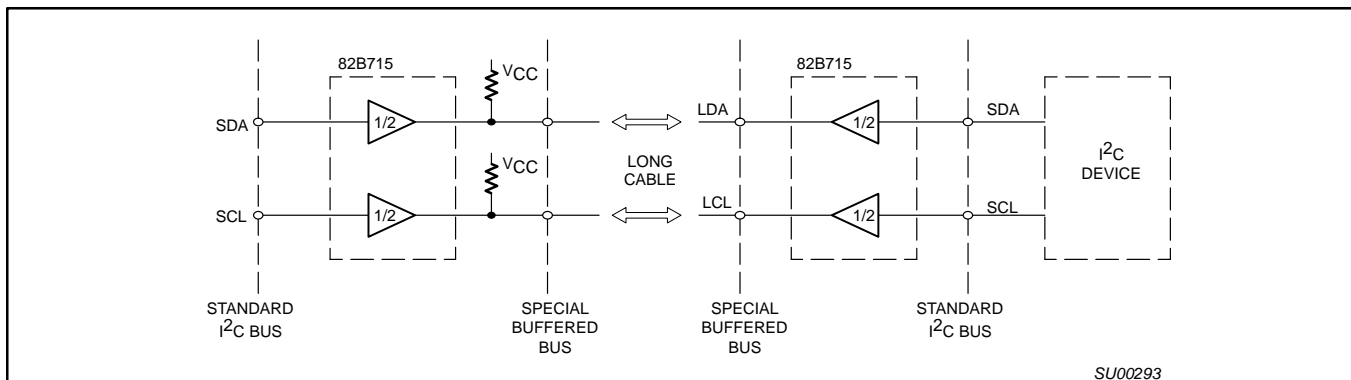 82B715
VCC
SDA
1/2
VCC
SCL
1/2
LONG
CABLE
82B715
LDA
1/2
SDA
LCL
1/2
SCL
I2C
DEVICE
STANDARD
I2C BUS
SPECIAL
BUFFERED
BUS
SPECIAL
BUFFERED
BUS
STANDARD
I2C BUS
SU00293